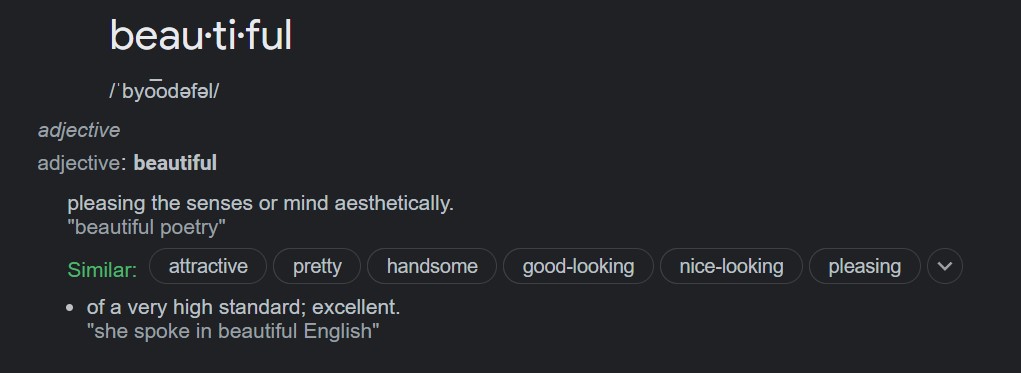 beau·ti·ful
/ˈbyo͞odəfəl/
adjective
adjective: beautiful
pleasing the senses or mind aesthetically.
"beautiful poetry"
Similar: attractive pretty handsome good-looking nice-looking pleasing
• of a very high standard; excellent.
"she spoke in beautiful English"